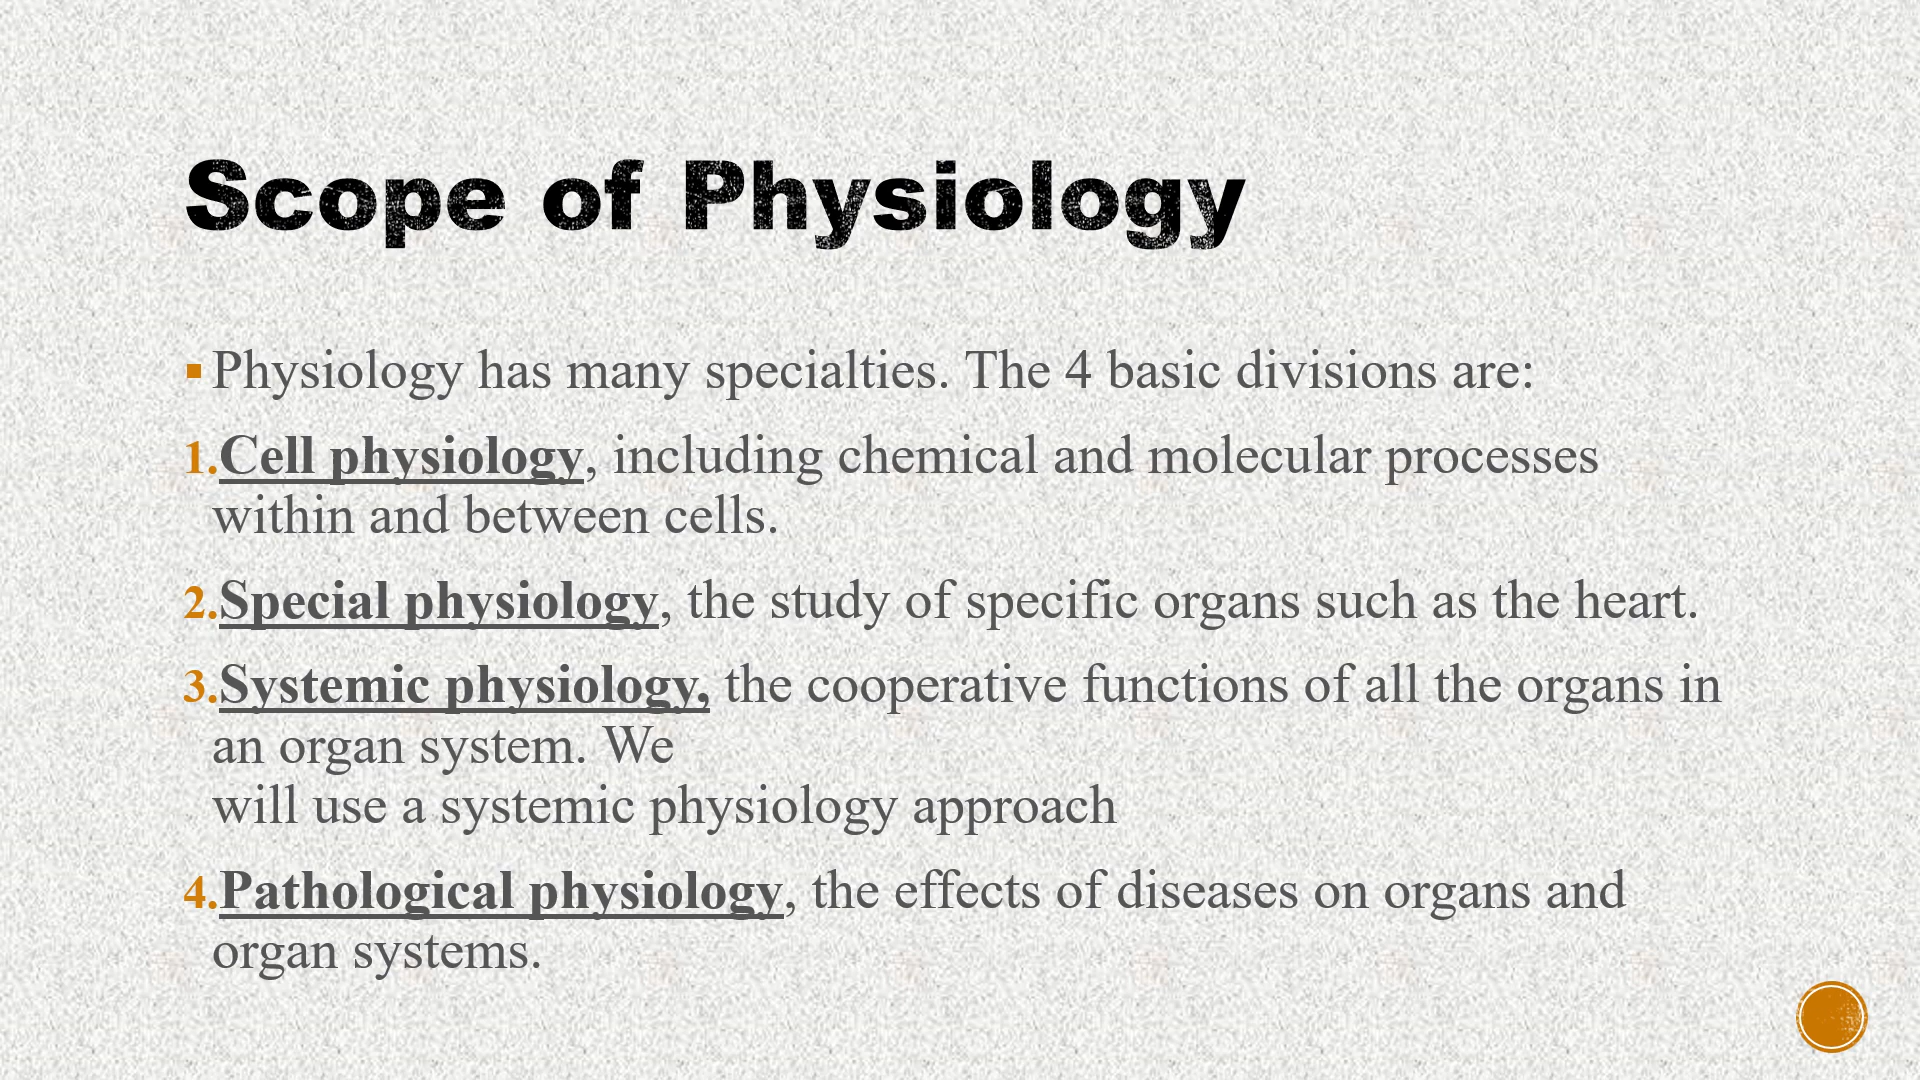 Scope of Physiology
▪Physiology has many specialties. The 4 basic divisions are:
1.Cell physiology, including chemical and molecular processes
within and between cells.
2.Special physiology, the study of specific organs such as the heart.
3.Systemic physiology, the cooperative functions of all the organs in
an organ system. We
will use a systemic physiology approach
4.Pathological physiology, the effects of diseases on organs and
organ systems.